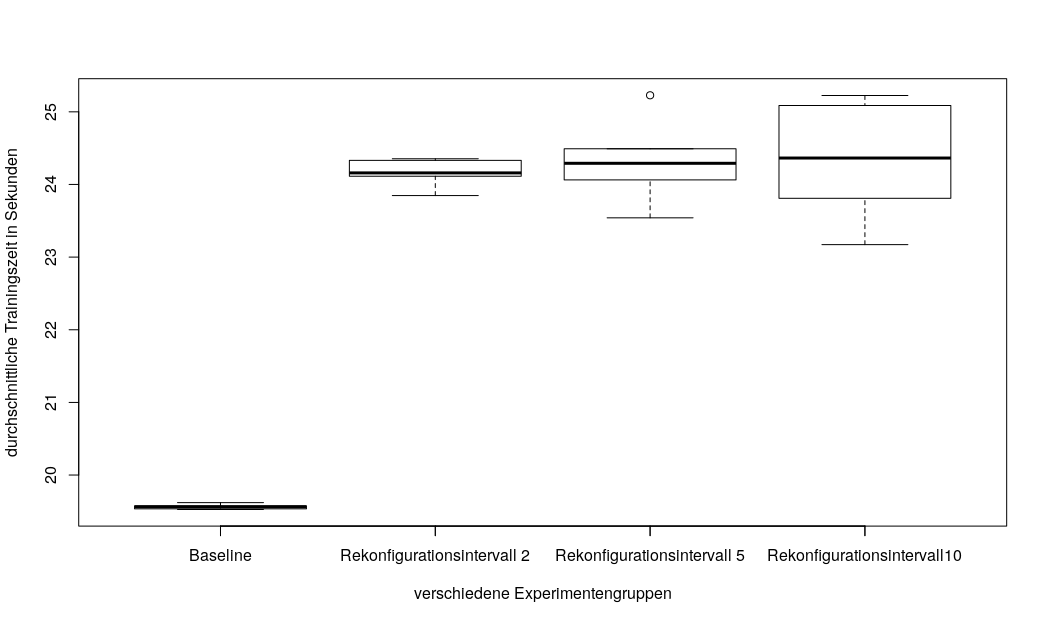 durchschnittliche Trainingszeit in Sekunden
25
24
23
22
21
20
Baseline
Rekonfigurationsintervall 2
Rekonfigurationsintervall 5
Rekonfigurationsintervall10
verschiedene Experimentengruppen